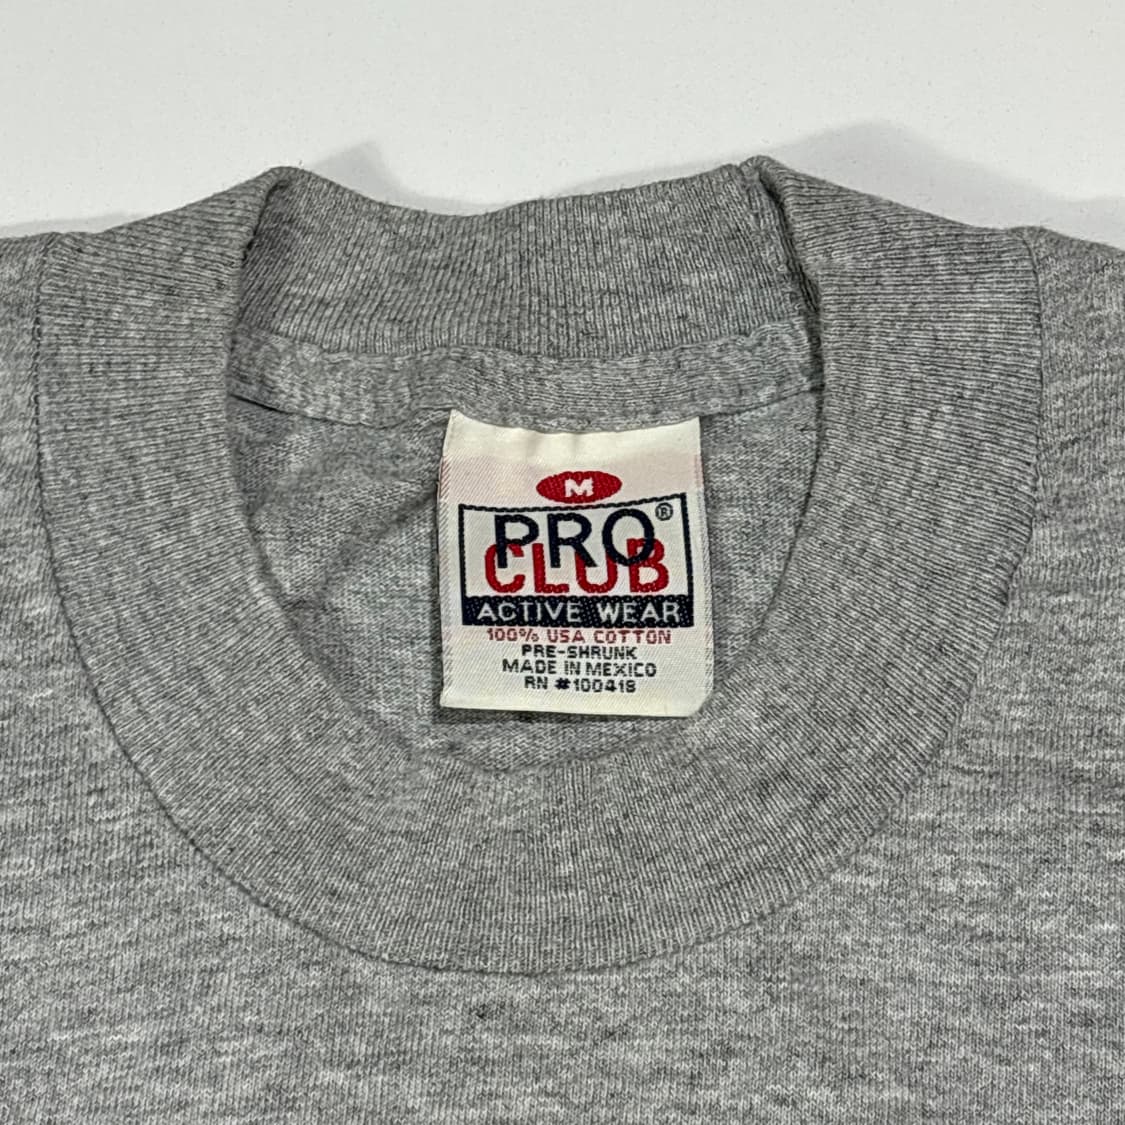 M
PRO®
CLUB
ACTIVE WEAR
100% USA COTTON
PRE-SHRUNK
MADE IN MEXICO
RN #100418